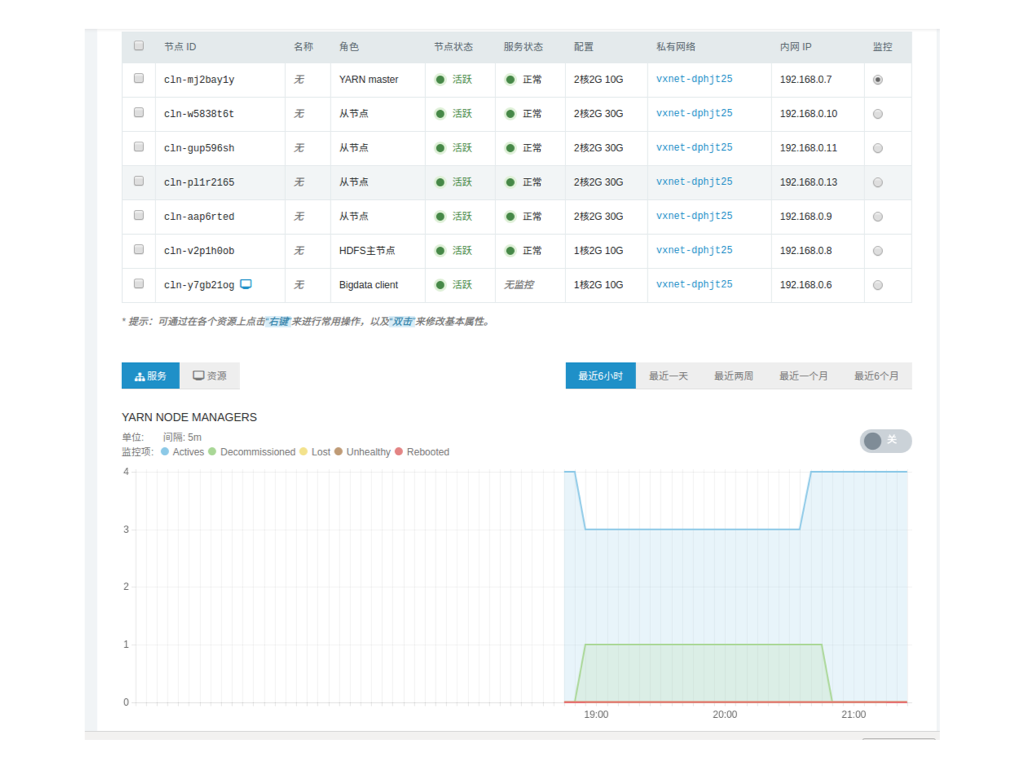 节点 ID 名称 角色 节点状态 服务状态 配置 私有网络 内网 IP 监控
cln-mj2bay1y 无 YARN master 活跃 正常 2核2G 10G vxnet-dphjt25 192.168.0.7
cln-w5838t6t 无 从节点 活跃 正常 2核2G 30G vxnet-dphjt25 192.168.0.10
cln-gup596sh 无 从节点 活跃 正常 2核2G 30G vxnet-dphjt25 192.168.0.11
cln-pl1r2165 无 从节点 活跃 正常 2核2G 30G vxnet-dphjt25 192.168.0.13
cln-aap6rted 无 从节点 活跃 正常 2核2G 30G vxnet-dphjt25 192.168.0.9
cln-v2p1h0ob 无 HDFS主节点 活跃 正常 1核2G 10G vxnet-dphjt25 192.168.0.8
cln-y7gb21og 无 Bigdata client 活跃 无监控 1核2G 10G vxnet-dphjt25 192.168.0.6
* 提示：可通过在各个资源上点击“右键”来进行常用操作，以及“双击”来修改基本属性。
服务 资源 最近6小时 最近一天 最近两周 最近一个月 最近6个月
YARN NODE MANAGERS
单位: 间隔: 5m
关
监控项: Actives Decommissioned Lost Unhealthy Rebooted
4
3
2
1
0
19:00 20:00 21:00